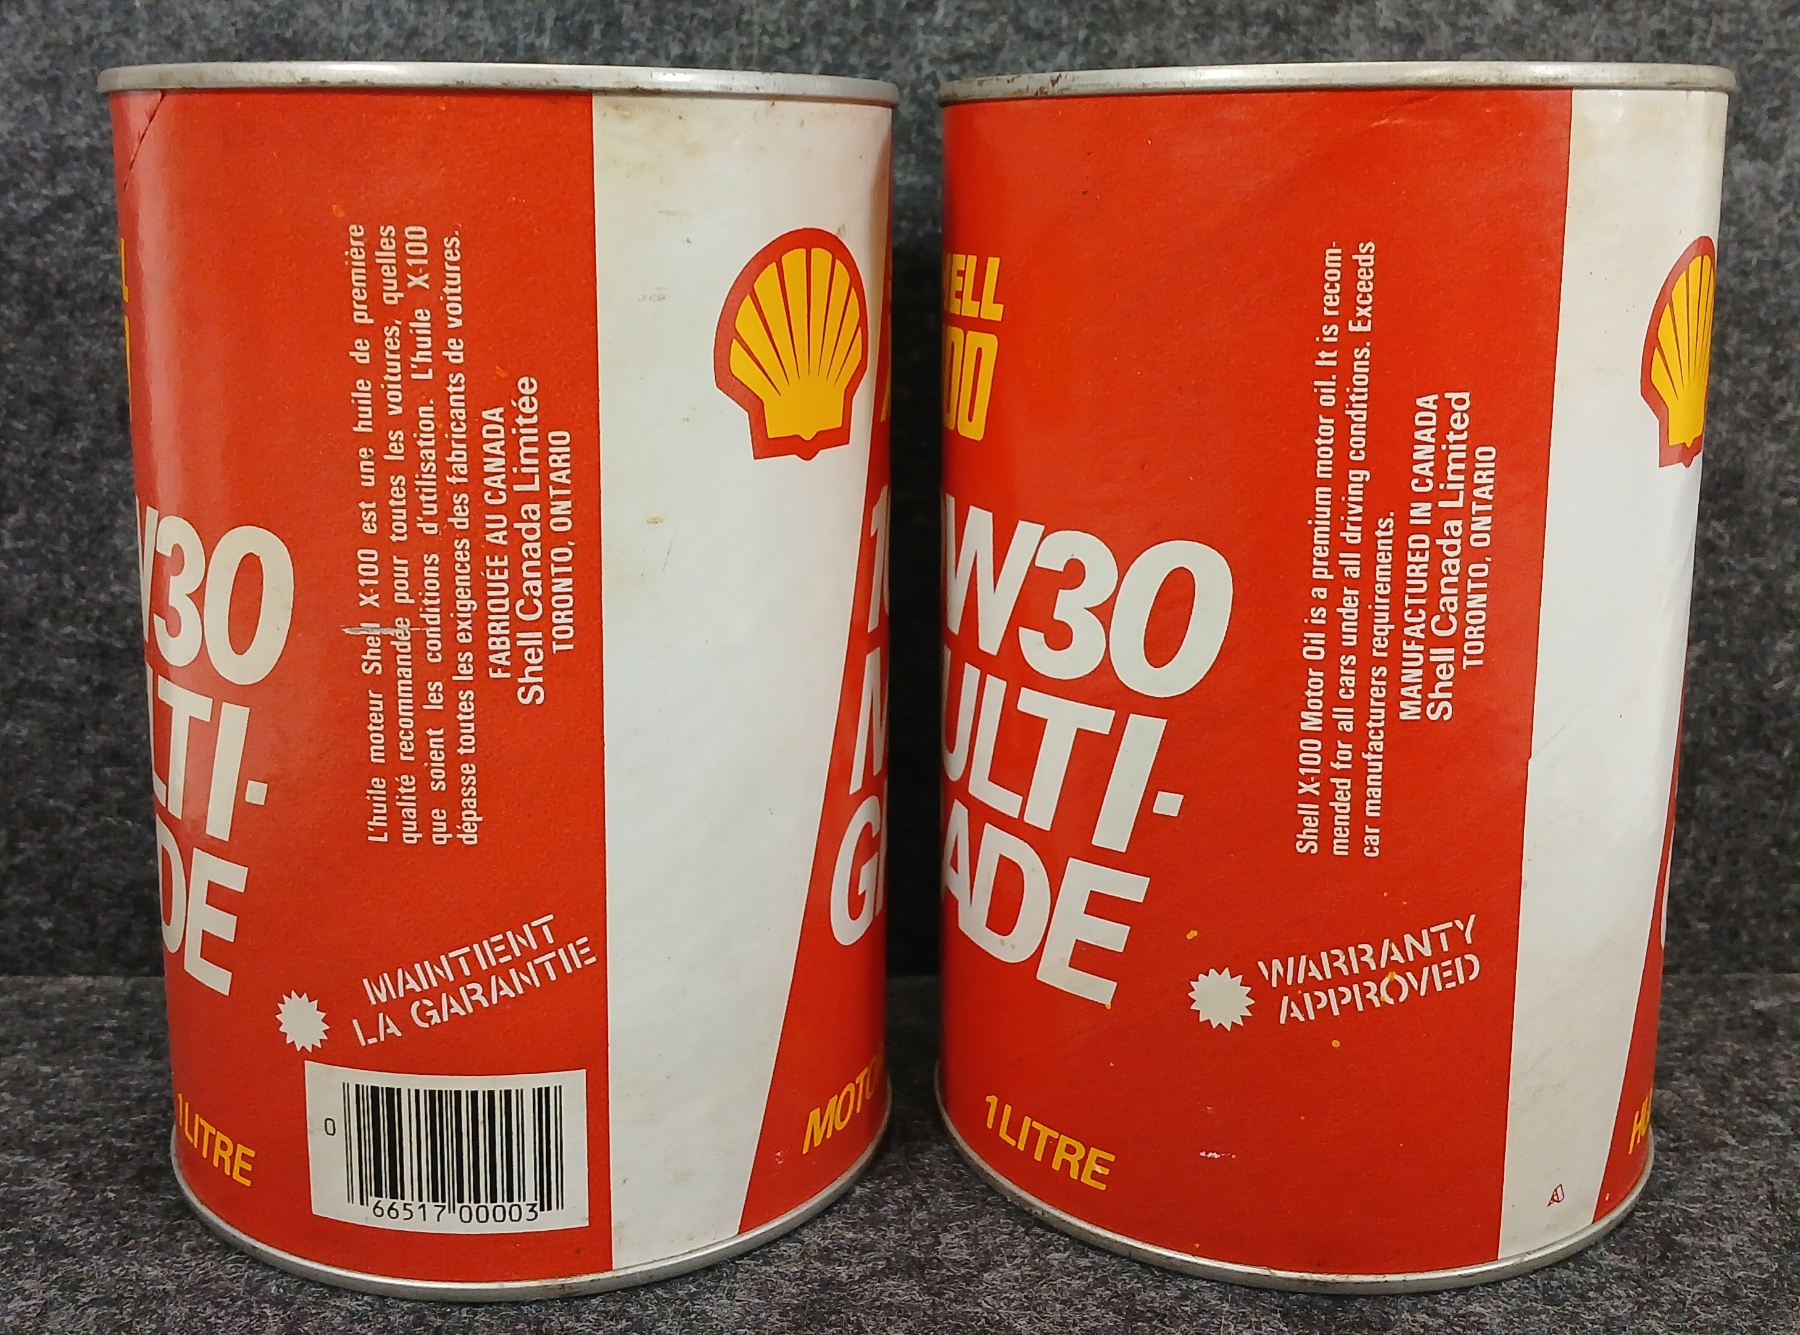 W30
LTI-
DE
1 LITRE
L'huile moteur Shell X-100 est une huile de première
qualité recommandée pour toutes les voitures, quelles
que soient les conditions d'utilisation. L'huile X-100
dépasse toutes les exigences des fabricants de voitures.
FABRIQUÉE AU CANADA
Shell Canada Limitée
TORONTO, ONTARIO
MAINTIENT
LA GARANTIE
0 66517 00003
1
M
G
MOTO
ELL
00
W30
ULTI-
ADE
1 LITRE
Shell X-100 Motor Oil is a premium motor oil. It is recom-
mended for all cars under all driving conditions. Exceeds
car manufacturers requirements.
MANUFACTURED IN CANADA
Shell Canada Limited
TORONTO, ONTARIO
WARRANTY
APPROVED